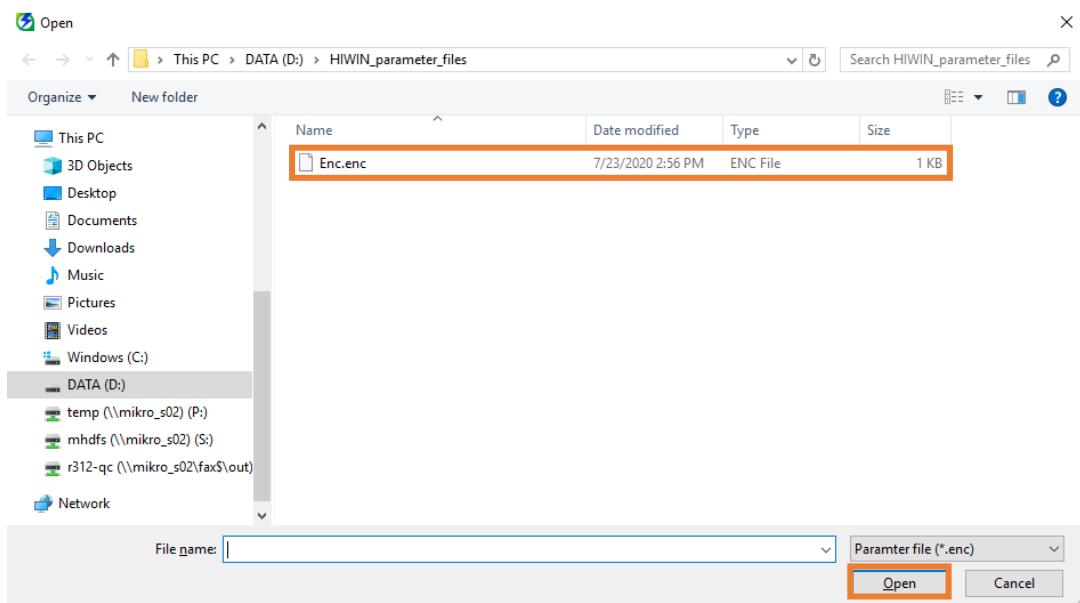 Open
This PC > DATA (D:) > HIWIN_parameter_files
Search HIWIN_parameter_files
Organize
New folder
?
Name
Date modified
Type
Size
Enc.enc
7/23/2020 2:56 PM
ENC File
1 KB
This PC
3D Objects
Desktop
Documents
Downloads
Music
Pictures
Videos
Windows (C:)
DATA (D:)
temp (\\mikro_s02) (P:)
mhdfs (\\mikro_s02) (S:)
r312-qc (\\mikro_s02\fax$\out)
Network
File name:
Paramter file (*.enc)
Open
Cancel